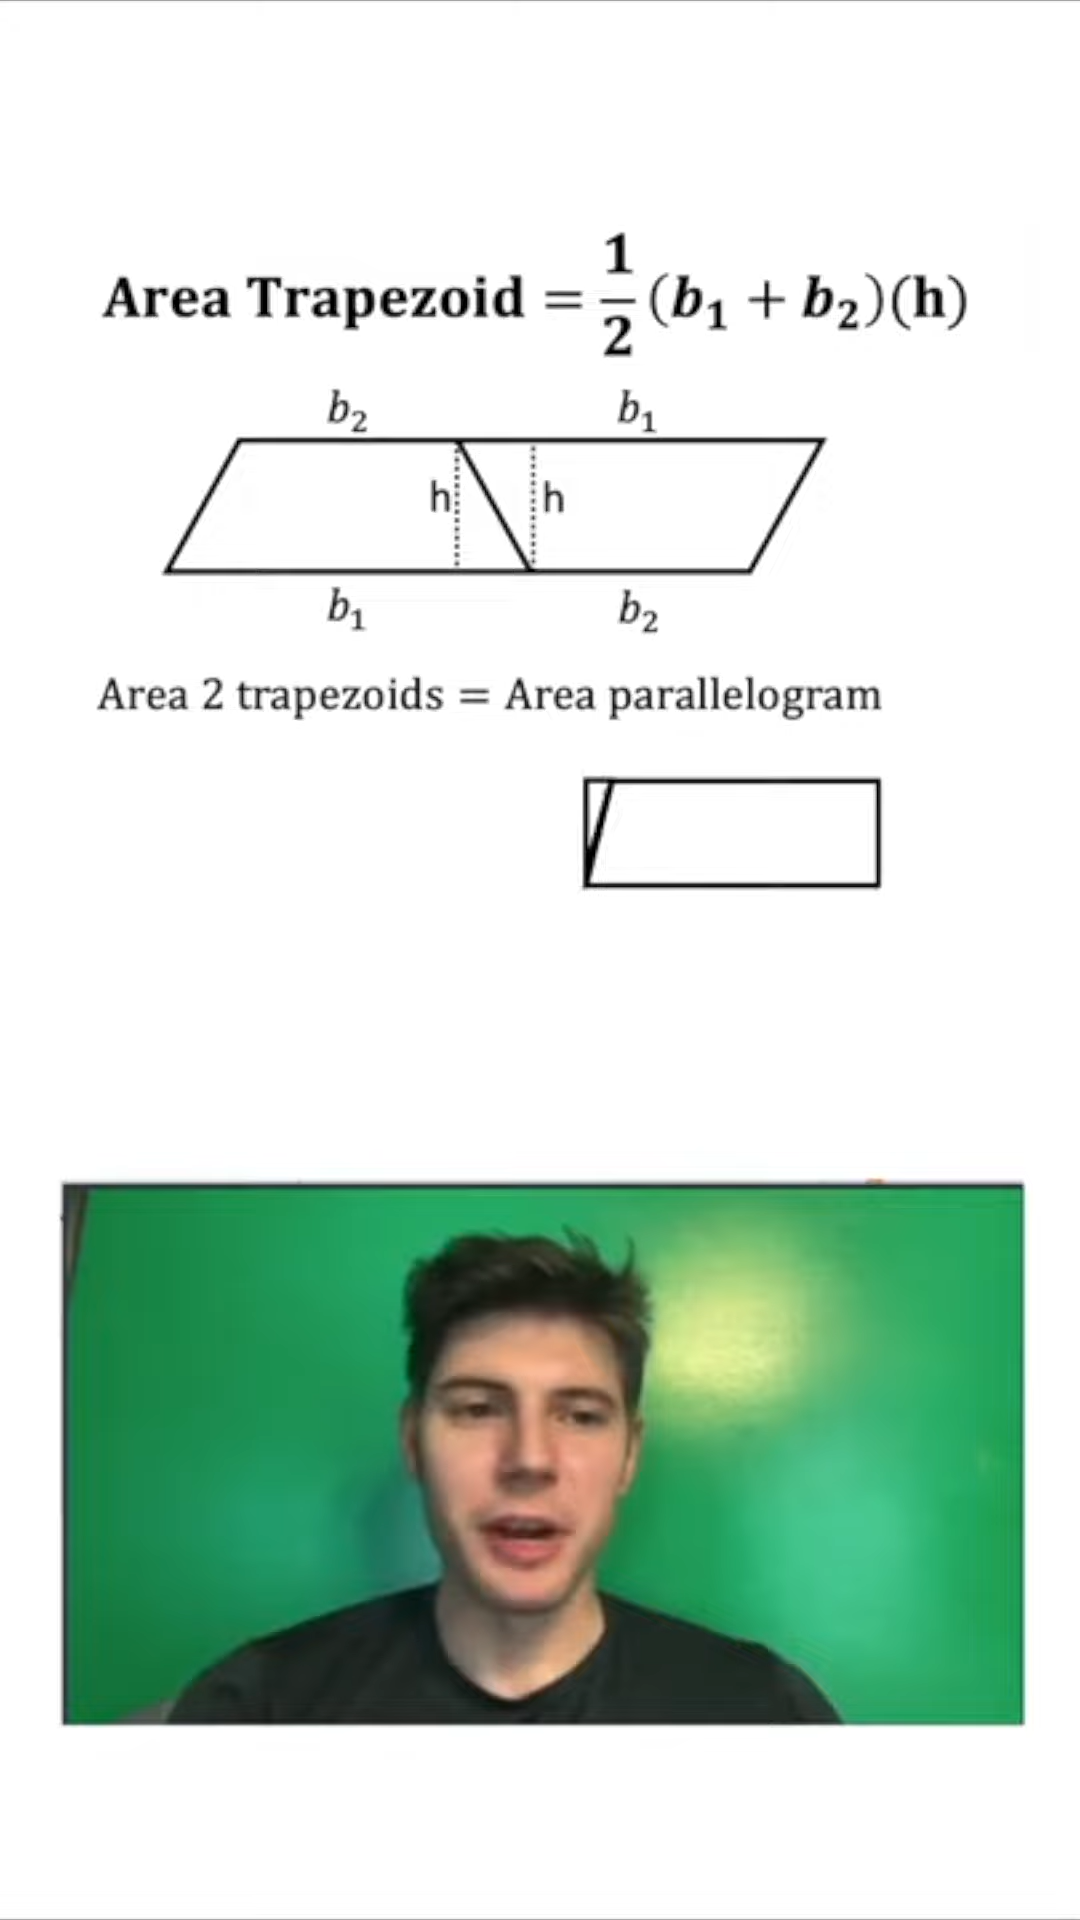 Area Trapezoid = 1/2 (b₁ + b₂)(h)
b₂ b₁
h h
b₁ b₂
Area 2 trapezoids = Area parallelogram